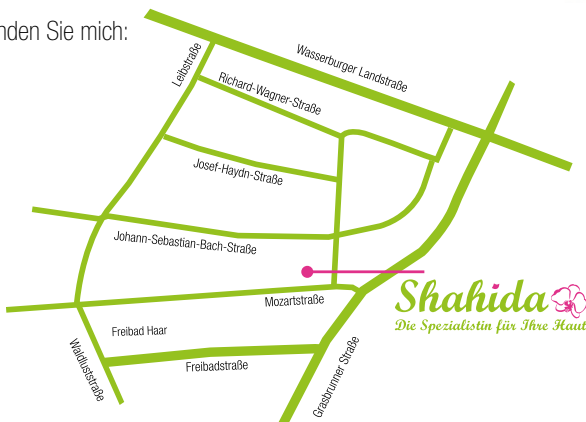 nden Sie mich:
Wasserburger Landstraße
Leibstraße
Richard-Wagner-Straße
Josef-Haydn-Straße
Johann-Sebastian-Bach-Straße
Mozartstraße
Shahida
Die Spezialistin für Ihre Haut
Freibad Haar
Waldluststraße
Freibadstraße
Grasbrunner Straße